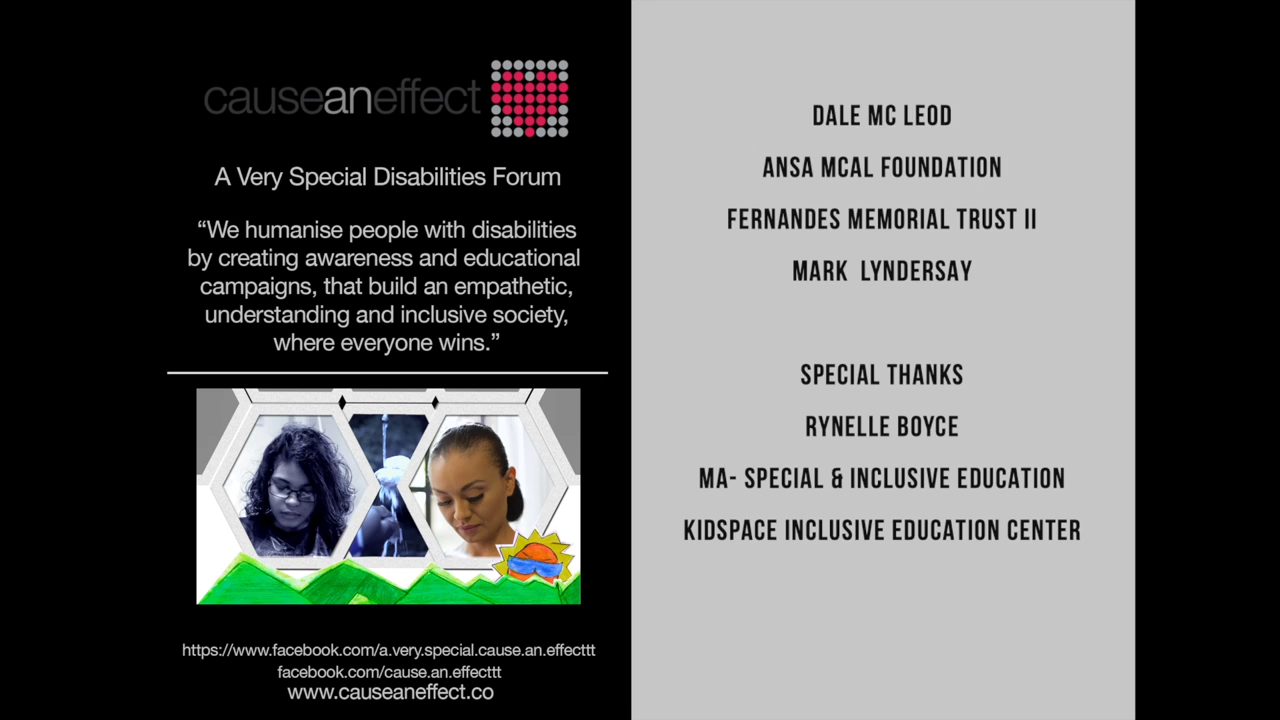 causeaneffect
A Very Special Disabilities Forum
“We humanise people with disabilities
by creating awareness and educational
campaigns, that build an empathetic,
understanding and inclusive society,
where everyone wins.”
https://www.facebook.com/a.very.special.cause.an.effecttt
facebook.com/cause.an.effecttt
www.causeaneffect.co
DALE MC LEOD
ANSA MCAL FOUNDATION
FERNANDES MEMORIAL TRUST II
MARK LYNDERSAY
SPECIAL THANKS
RYNELLE BOYCE
MA- SPECIAL & INCLUSIVE EDUCATION
KIDSPACE INCLUSIVE EDUCATION CENTER